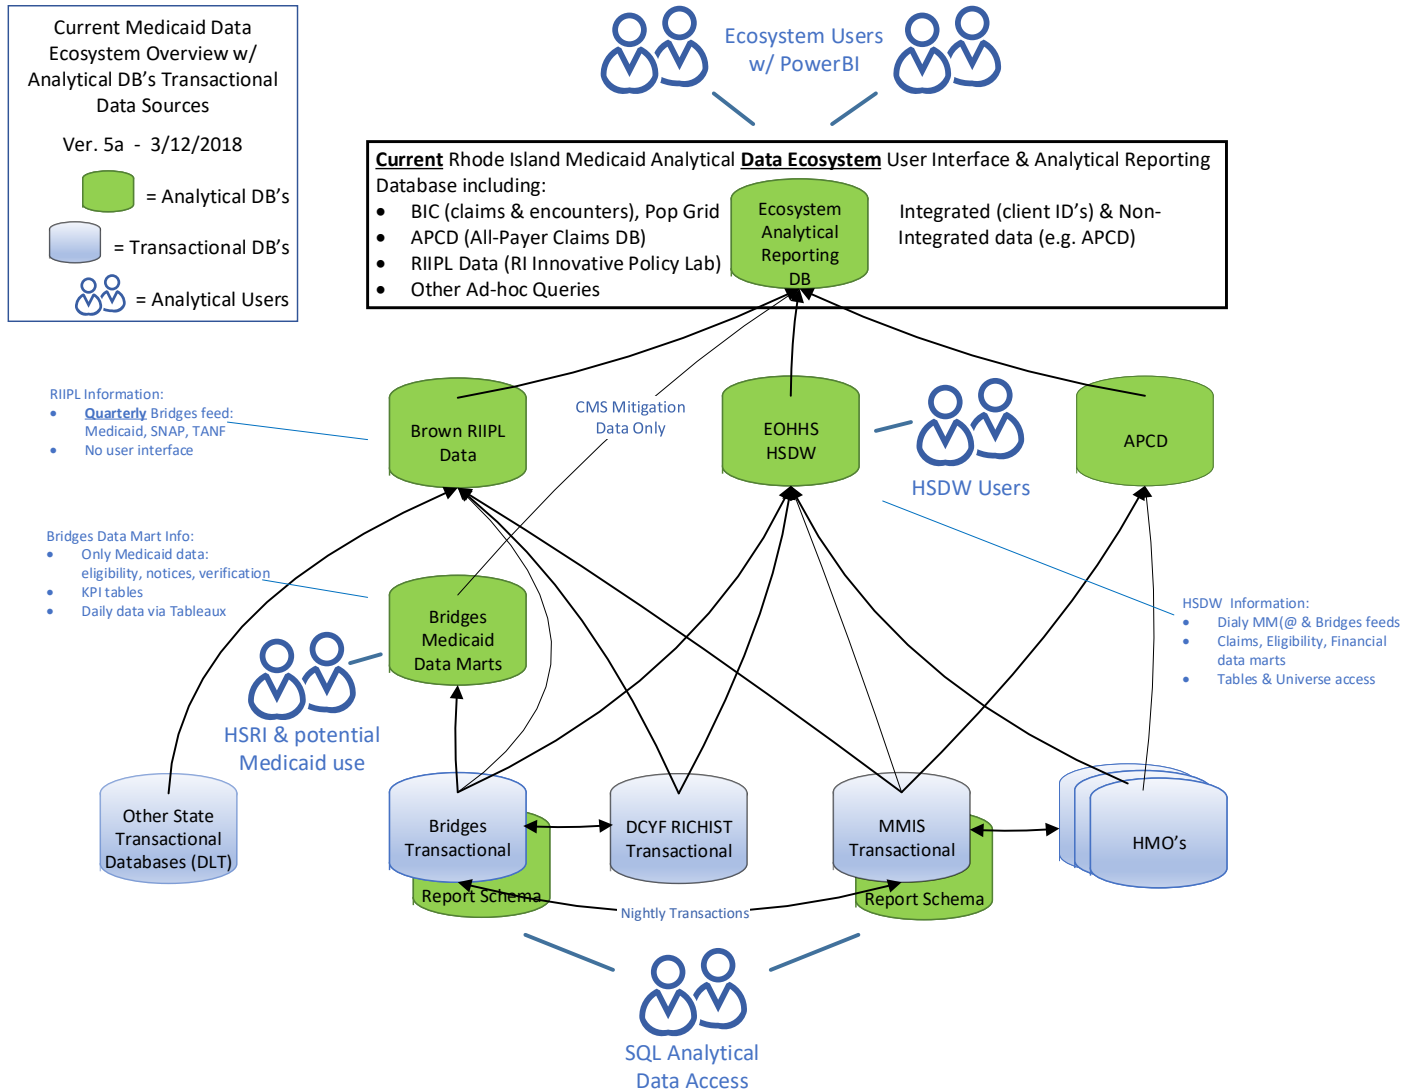 Current Medicaid Data
Ecosystem Overview w/
Analytical DB's Transactional
Data Sources
Ver. 5a - 3/12/2018
= Analytical DB's
= Transactional DB's
= Analytical Users
Ecosystem Users
w/ PowerBI
Current Rhode Island Medicaid Analytical Data Ecosystem User Interface & Analytical Reporting
Database including:
• BIC (claims & encounters), Pop Grid
• APCD (All-Payer Claims DB)
• RIIPL Data (RI Innovative Policy Lab)
• Other Ad-hoc Queries
Ecosystem
Analytical
Reporting
DB
Integrated (client ID's) & Non-
Integrated data (e.g. APCD)
RIIPL Information:
• Quarterly Bridges feed:
Medicaid, SNAP, TANF
• No user interface
Brown RIIPL
Data
CMS Mitigation
Data Only
EOHHS
HSDW
HSDW Users
APCD
Bridges Data Mart Info:
• Only Medicaid data:
eligibility, notices, verification
• KPI tables
• Daily data via Tableaux
Bridges
Medicaid
Data Marts
HSRI & potential
Medicaid use
HSDW Information:
• Dialy MM(@ & Bridges feeds
• Claims, Eligibility, Financial
data marts
• Tables & Universe access
Other State
Transactional
Databases (DLT)
Bridges
Transactional
Report Schema
DCYF RICHIST
Transactional
MMIS
Transactional
Report Schema
HMO's
Nightly Transactions
SQL Analytical
Data Access